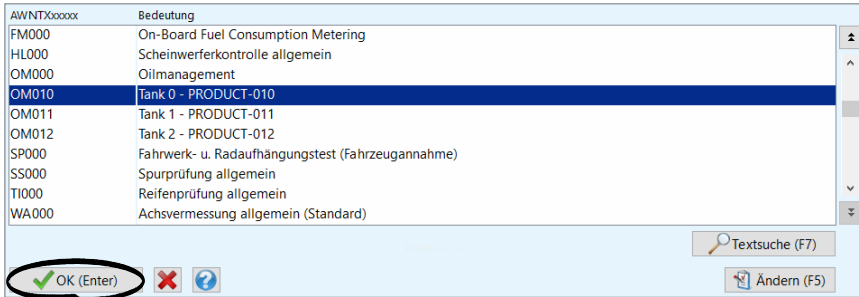 AWNTXxxxxx Bedeutung
FM000 On-Board Fuel Consumption Metering
HL000 Scheinwerferkontrolle allgemein
OM000 Oilmanagement
OM010 Tank 0 - PRODUCT-010
OM011 Tank 1 - PRODUCT-011
OM012 Tank 2 - PRODUCT-012
SP000 Fahrwerk- u. Radaufhängungstest (Fahrzeugannahme)
SS000 Spurprüfung allgemein
TI000 Reifenprüfung allgemein
WA000 Achsvermessung allgemein (Standard)
Textsuche (F7)
OK (Enter) Ändern (F5)